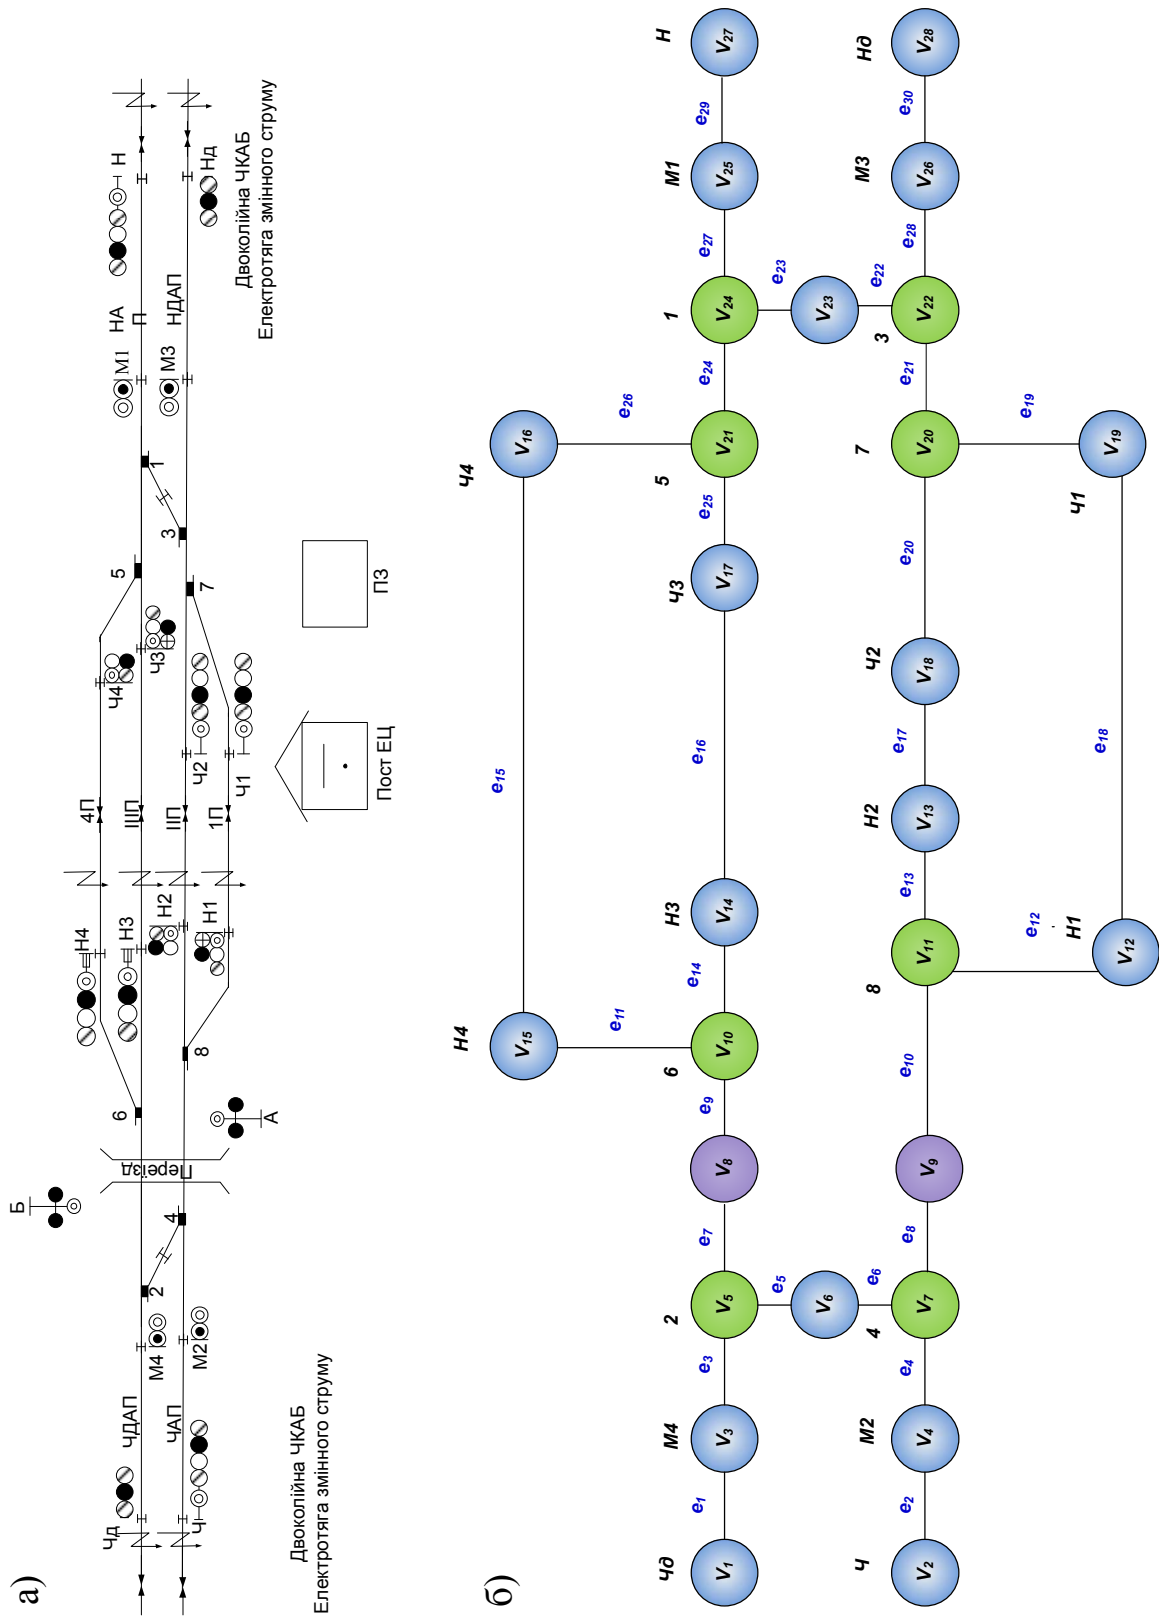 а)
Чд
ЧДАП
М4
2
Б
Переїзд
6
Н4
Н3
4П
ІІІП
Ч4
Ч3
5
1
М1
НА
П
Н
Ч
ЧАП
М2
4
А
8
Н2
Н1
ІІП
1П
Ч2
Ч1
7
3
М3
НДАП
Нд
Двоколійна ЧКАБ
Електротяга змінного струму
Пост ЕЦ
ПЗ
Двоколійна ЧКАБ
Електротяга змінного струму
б)
Н4
V15
e15
Ч4
V16
e11
e26
Чд
V1
e1
М4
V3
e3
2
V5
e7
V8
e9
6
V10
e14
Н3
V14
e16
Ч3
V17
e25
5
V21
e24
1
V24
e27
М1
V25
e29
Н
V27
e5
V6
e6
e23
V23
e22
Ч
V2
e2
М2
V4
e4
4
V7
e8
V9
e10
8
V11
e13
Н2
V13
e17
Ч2
V18
e20
7
V20
e21
3
V22
e28
М3
V26
e30
Нд
V28
e12
e19
Н1
V12
e18
Ч1
V19